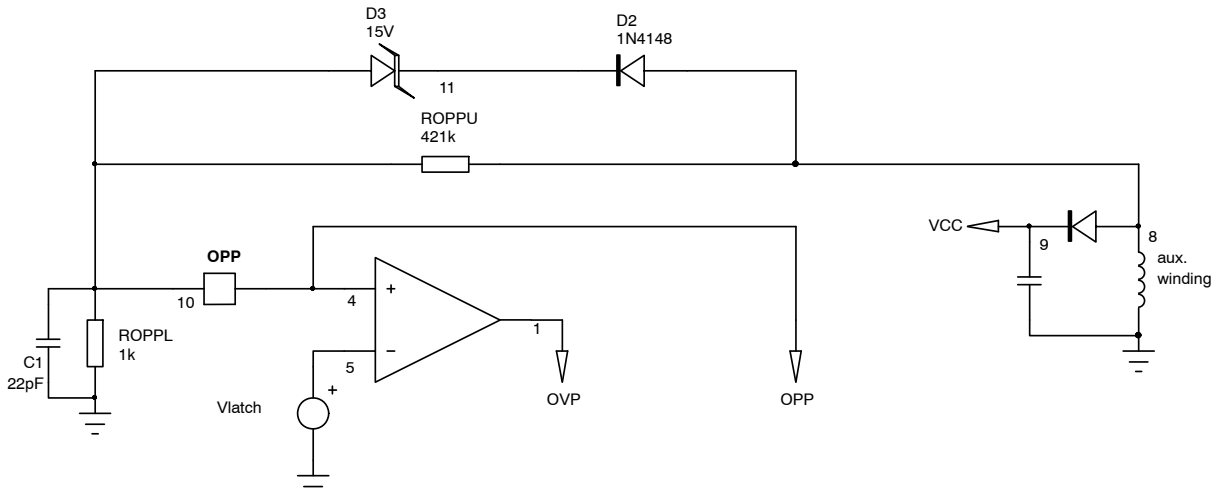 D3
15V
D2
1N4148
11
ROPPU
421k
VCC
9
8
aux.
winding
OPP
10
4
+
ROPPL
1k
C1
22pF
5
−
1
+
Vlatch
OVP
OPP